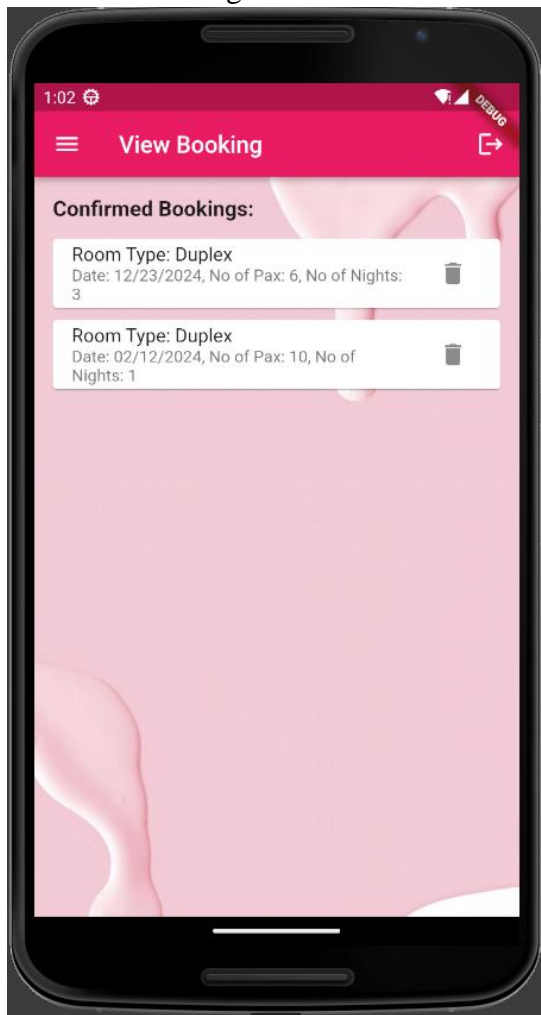 1:02
DEBUG
View Booking
Confirmed Bookings:
Room Type: Duplex
Date: 12/23/2024, No of Pax: 6, No of Nights:
3
Room Type: Duplex
Date: 02/12/2024, No of Pax: 10, No of
Nights: 1